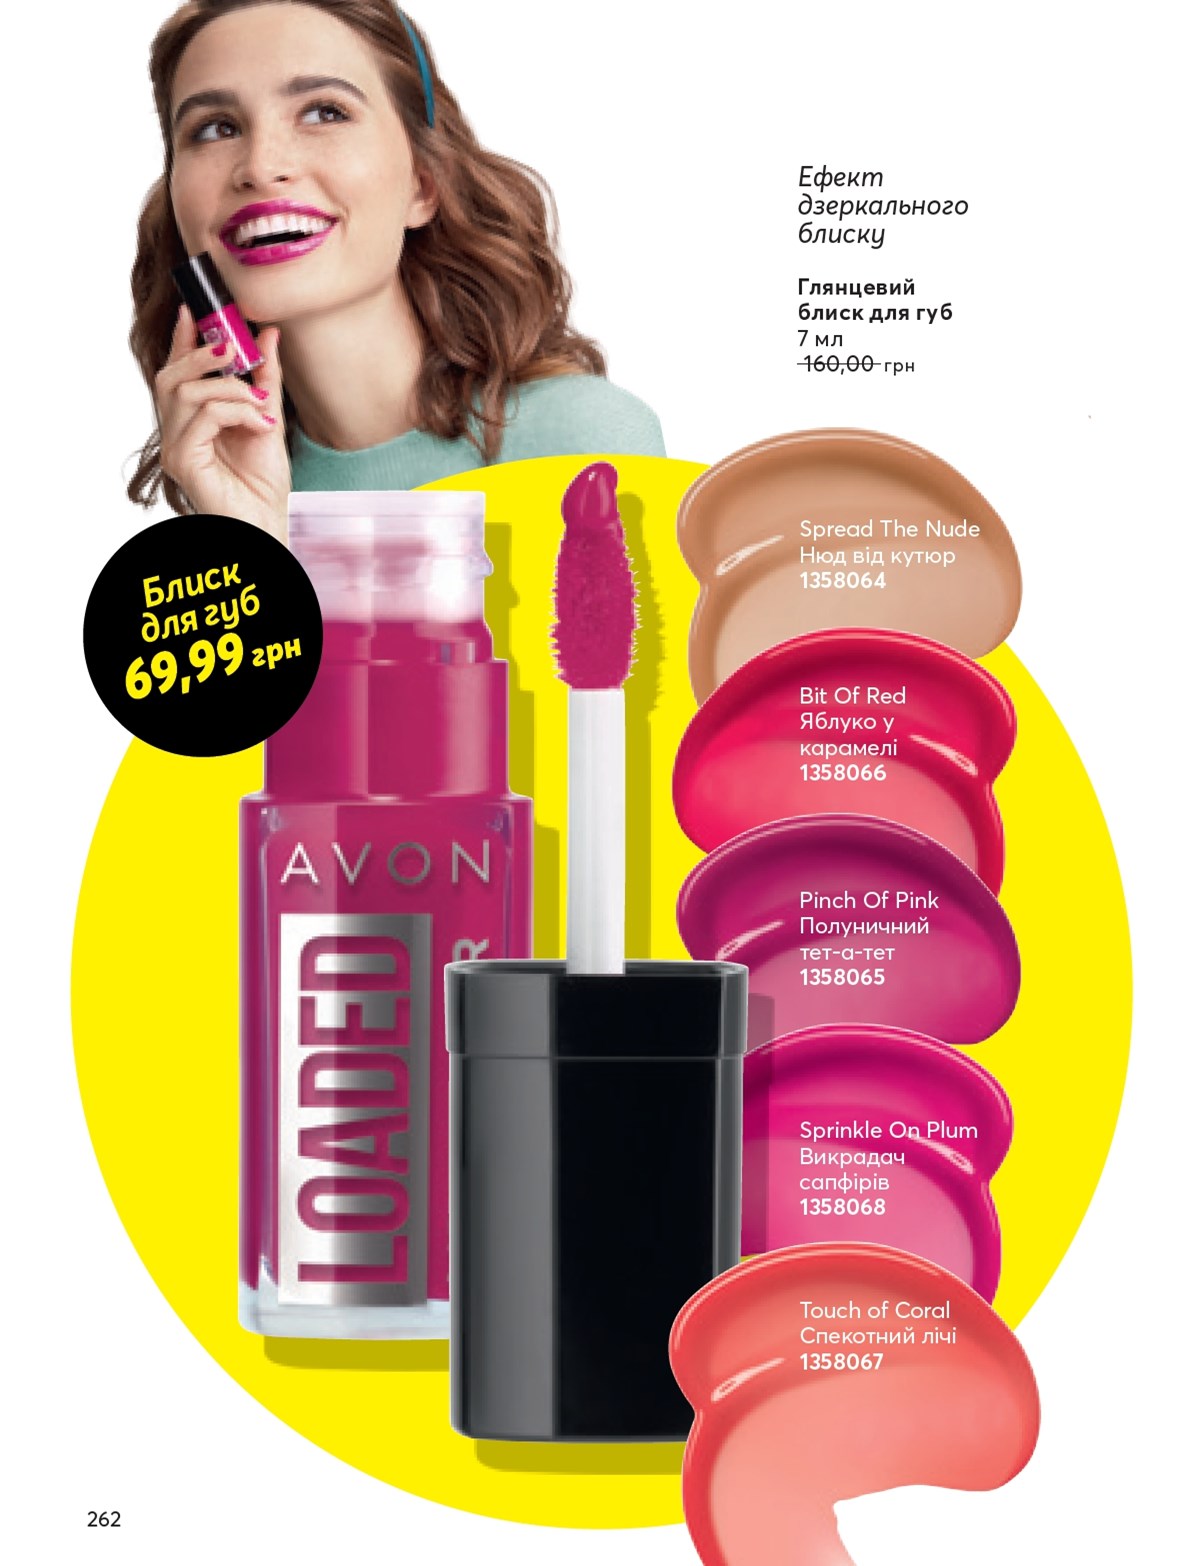 Ефект
дзеркального
блиску
Глянцевий
блиск для губ
7 мл
160,00 грн
Блиск
для губ
69,99 грн
Spread The Nude
Нюд від кутюр
1358064
Bit Of Red
Яблуко у
карамелі
1358066
Pinch Of Pink
Полуничний
тет-а-тет
1358065
Sprinkle On Plum
Викрадач
сапфірів
1358068
Touch of Coral
Спекотний лічі
1358067
AVON
LOADED
262